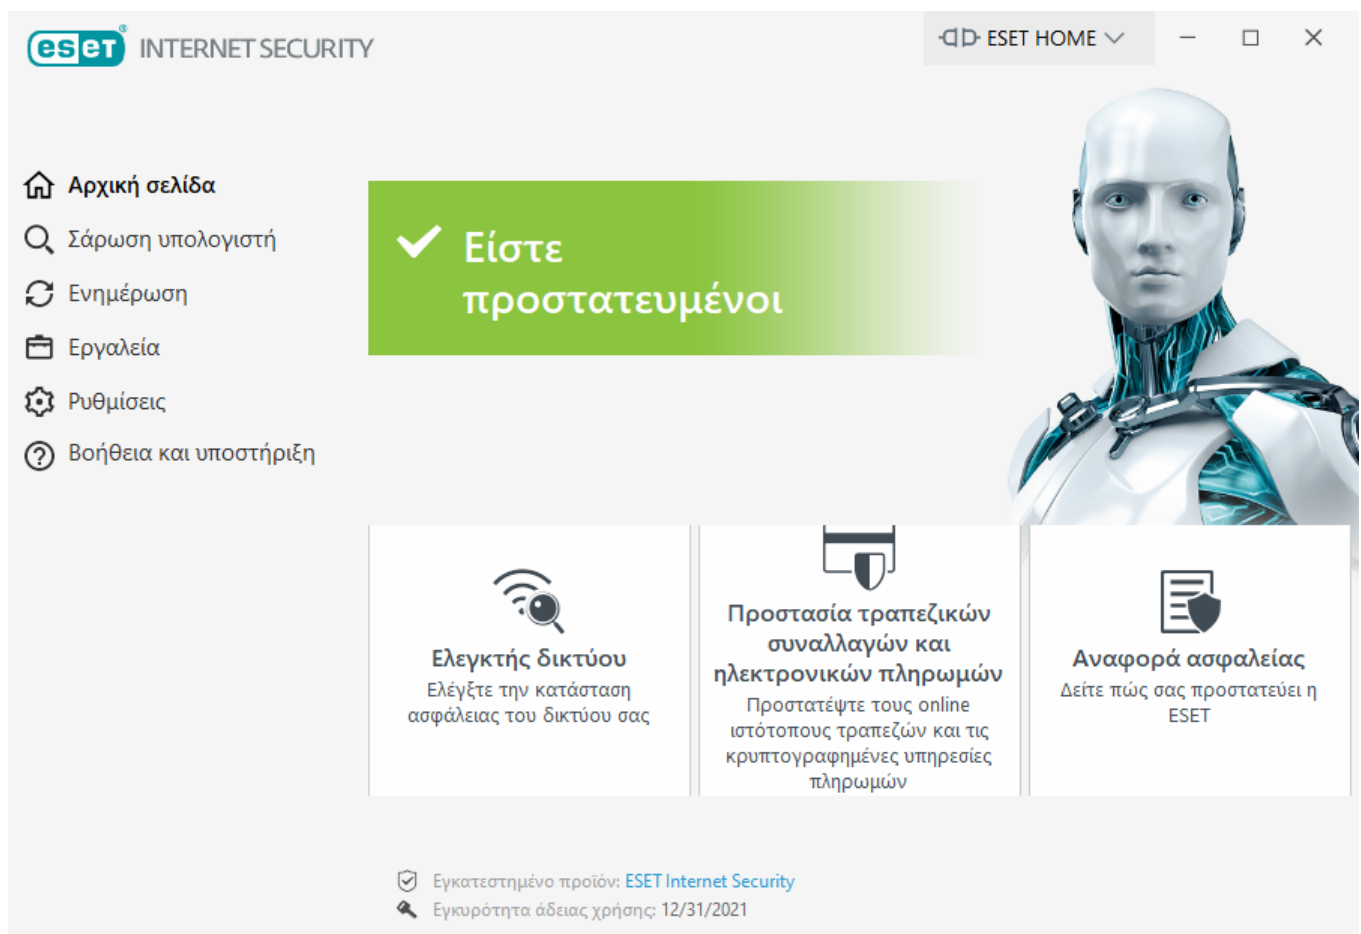 eset® INTERNET SECURITY
ESET HOME
Αρχική σελίδα
Σάρωση υπολογιστή
Ενημέρωση
Εργαλεία
Ρυθμίσεις
Βοήθεια και υποστήριξη
Είστε
προστατευμένοι
Ελεγκτής δικτύου
Ελέγξτε την κατάσταση
ασφάλειας του δικτύου σας
Προστασία τραπεζικών
συναλλαγών και
ηλεκτρονικών πληρωμών
Προστατέψτε τους online
ιστότοπους τραπεζών και τις
κρυπτογραφημένες υπηρεσίες
πληρωμών
Αναφορά ασφαλείας
Δείτε πώς σας προστατεύει η
ESET
Εγκατεστημένο προϊόν: ESET Internet Security
Εγκυρότητα άδειας χρήσης: 12/31/2021